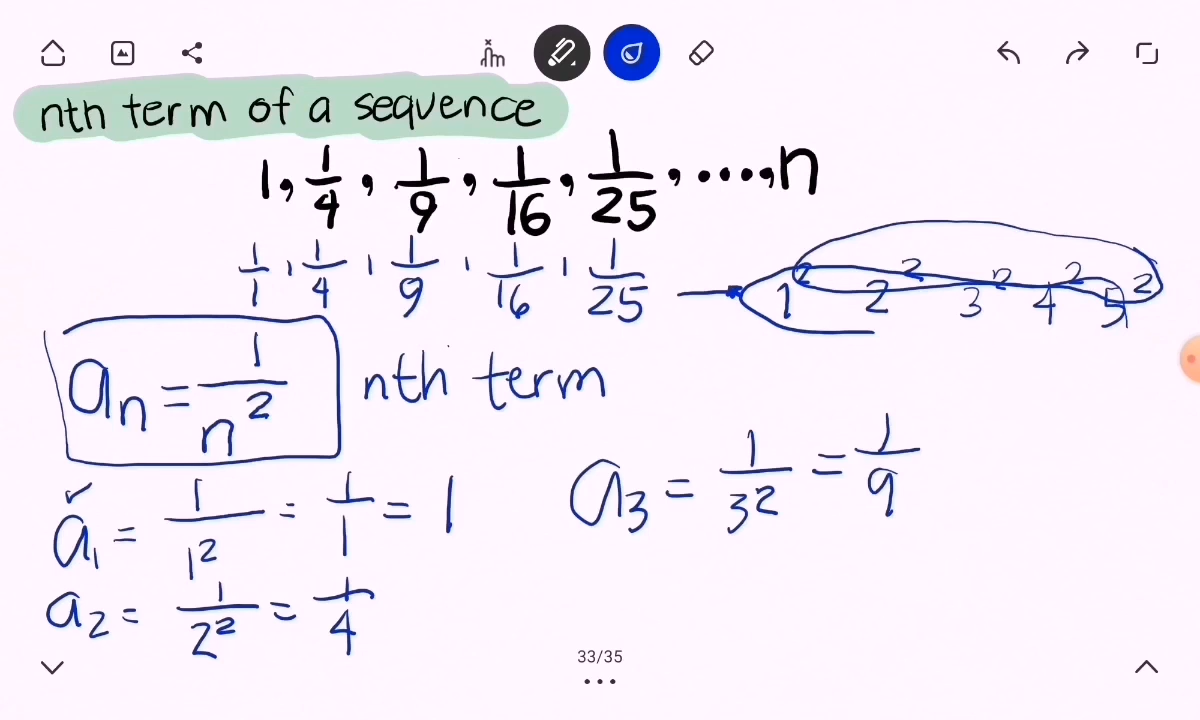 nth term of a sequence
1, 1/4, 1/9, 1/16, 1/25, ....,n
1/1, 1/4, 1/9, 1/16, 1/25 → 1² 2² 3² 4² 5²
aₙ = 1/n² nth term
a₁ = 1/1² = 1/1 = 1
a₃ = 1/3² = 1/9
a₂ = 1/2² = 1/4
33/35